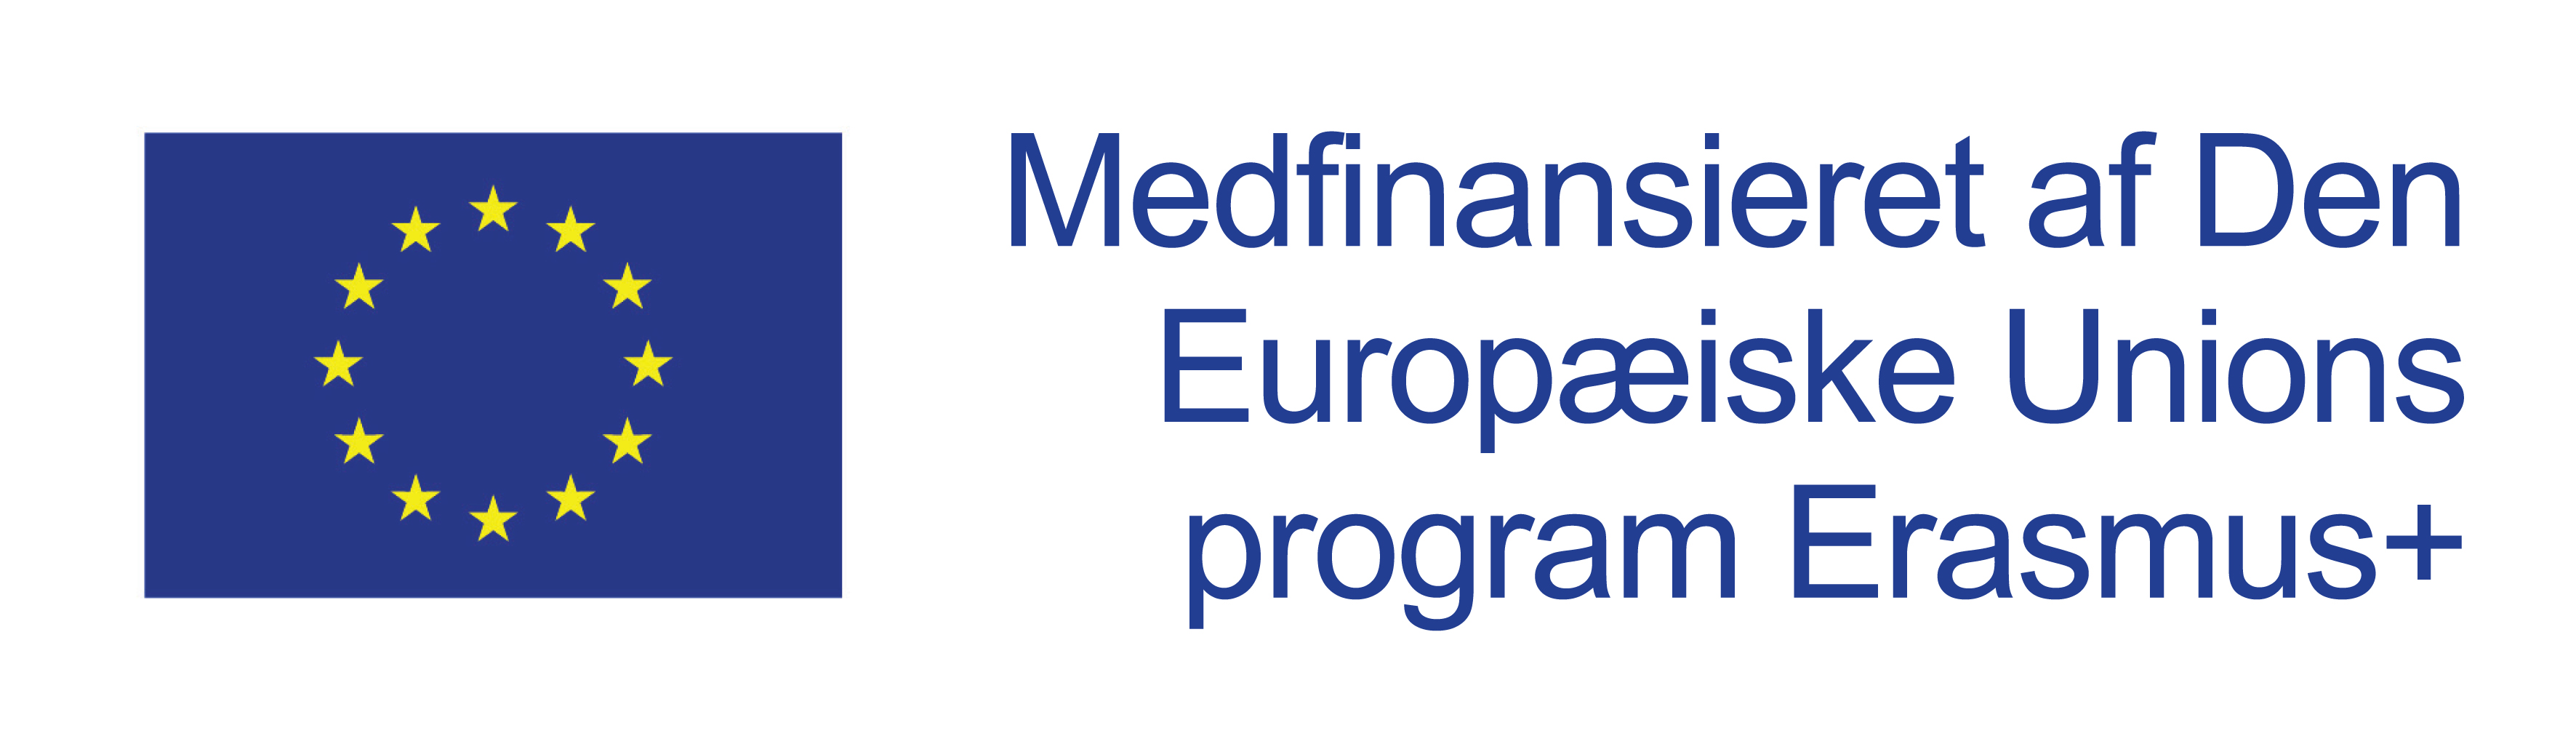 Medfinansieret af Den
Europæiske Unions
program Erasmus+